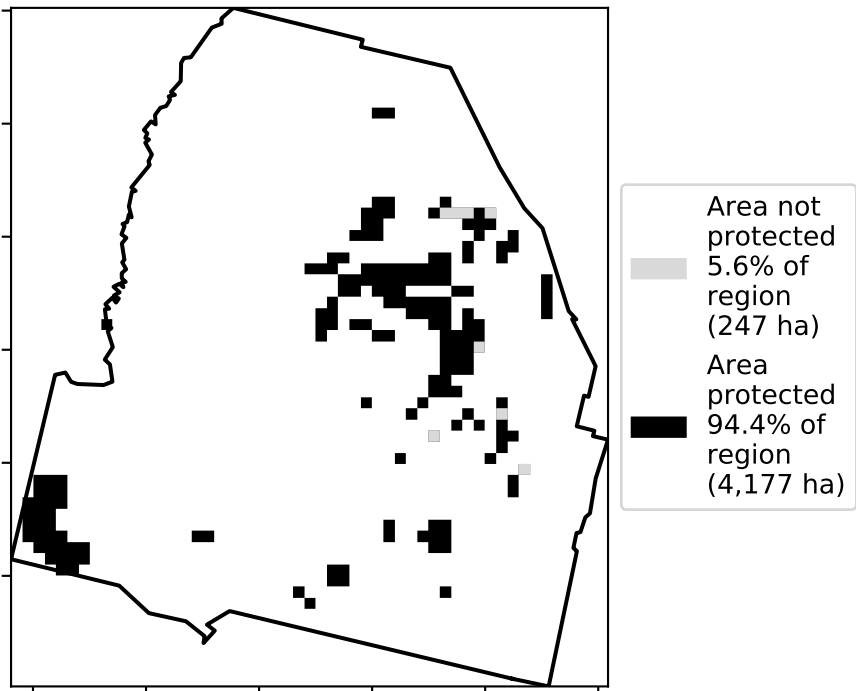 Area not
protected
5.6% of
region
(247 ha)
Area
protected
94.4% of
region
(4,177 ha)